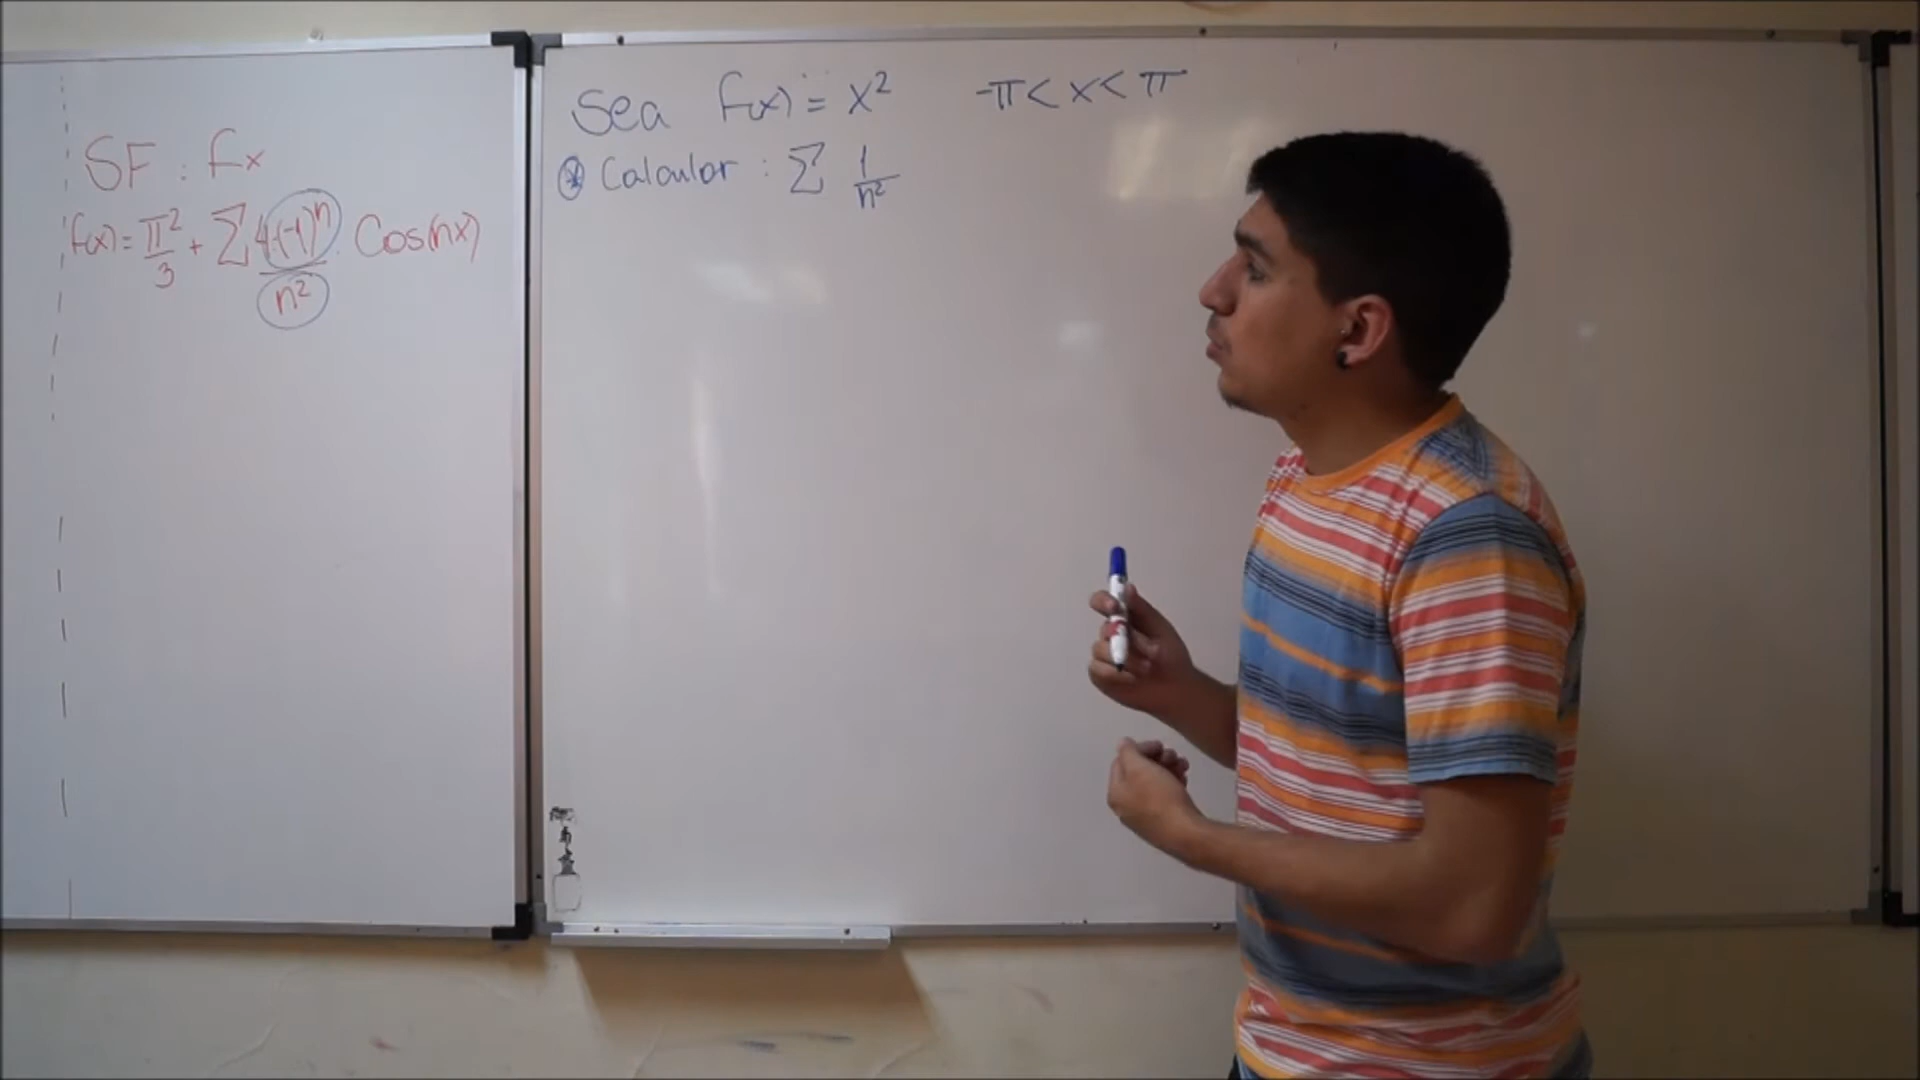 SF : fx
f(x) = π²/3 + Σ 4·(-1)ⁿ/n² · Cos(nx)
Sea f(x) = x² -π < x < π
* Calcular : Σ 1/n²